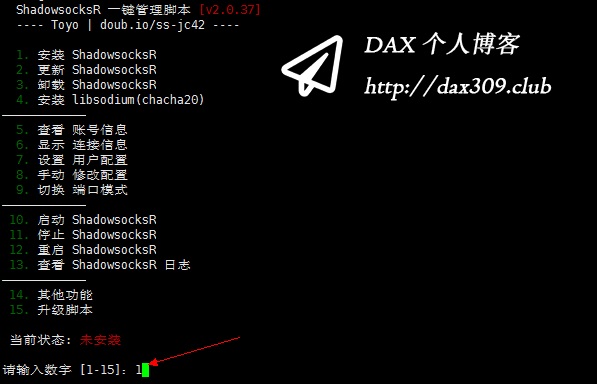 ShadowsocksR 一键管理脚本 [v2.0.37]
---- Toyo | doub.io/ss-jc42 ----
1. 安装 ShadowsocksR
2. 更新 ShadowsocksR
3. 卸载 ShadowsocksR
4. 安装 libsodium(chacha20)
5. 查看 账号信息
6. 显示 连接信息
7. 设置 用户配置
8. 手动 修改配置
9. 切换 端口模式
10. 启动 ShadowsocksR
11. 停止 ShadowsocksR
12. 重启 ShadowsocksR
13. 查看 ShadowsocksR 日志
14. 其他功能
15. 升级脚本
当前状态: 未安装
请输入数字 [1-15]: 1
DAX 个人博客
http://dax309.club